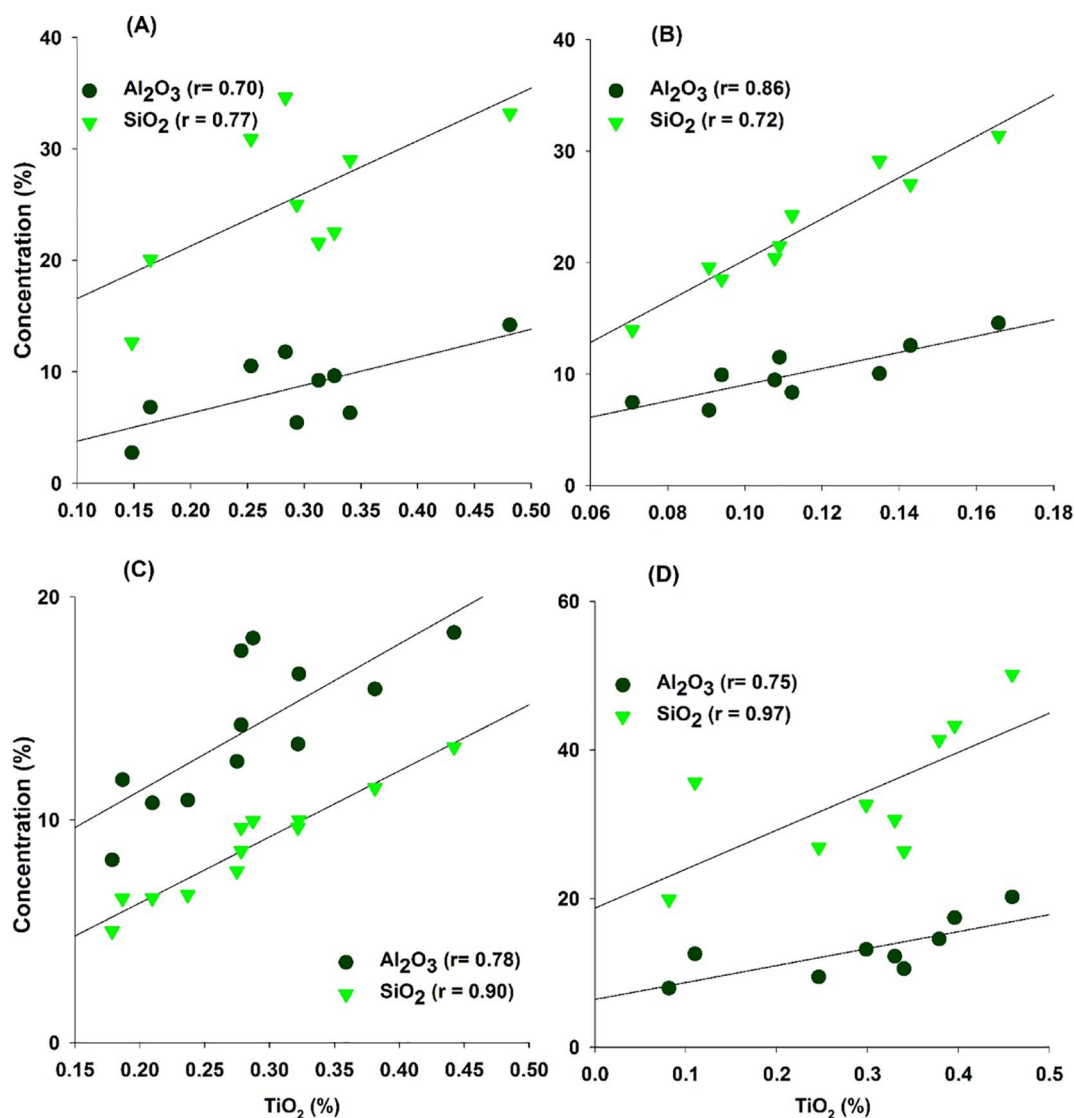 (A)
40
Al2O3 (r= 0.70)
SiO2 (r = 0.77)
30
20
10
0
0.10 0.15 0.20 0.25 0.30 0.35 0.40 0.45 0.50
Concentration (%)
(B)
40
Al2O3 (r= 0.86)
SiO2 (r = 0.72)
30
20
10
0
0.06 0.08 0.10 0.12 0.14 0.16 0.18
(C)
20
10
Al2O3 (r= 0.78)
SiO2 (r = 0.90)
0
0.15 0.20 0.25 0.30 0.35 0.40 0.45 0.50
Concentration (%)
TiO2 (%)
(D)
60
Al2O3 (r= 0.75)
SiO2 (r = 0.97)
40
20
0
0.0 0.1 0.2 0.3 0.4 0.5
TiO2 (%)